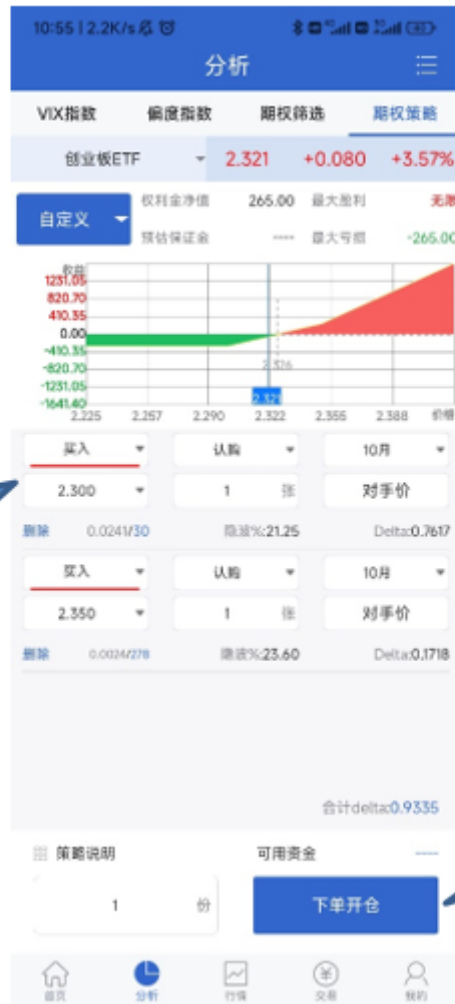 10:55 | 2.2K/s
分析
VIX指数 偏度指数 期权筛选 期权策略
创业板ETF 2.321 +0.080 +3.57%
自定义 权利金净值 265.00 最大盈利 无限
预估保证金 ---- 最大亏损 -265.00
收益
1231.05
820.70
410.35
0.00
-410.35
-820.70
-1231.05
-1641.40
2.326
2.321
2.225 2.257 2.290 2.322 2.355 2.388 价格
买入 认购 10月
2.300 1 张 对手价
删除 0.0241/30 隐波%:21.25 Delta:0.7617
买入 认购 10月
2.350 1 张 对手价
删除 0.0024/278 隐波%:23.60 Delta:0.1718
合计delta:0.9335
策略说明 可用资金 ----
1 份 下单开仓
首页 分析 行情 交易 我的